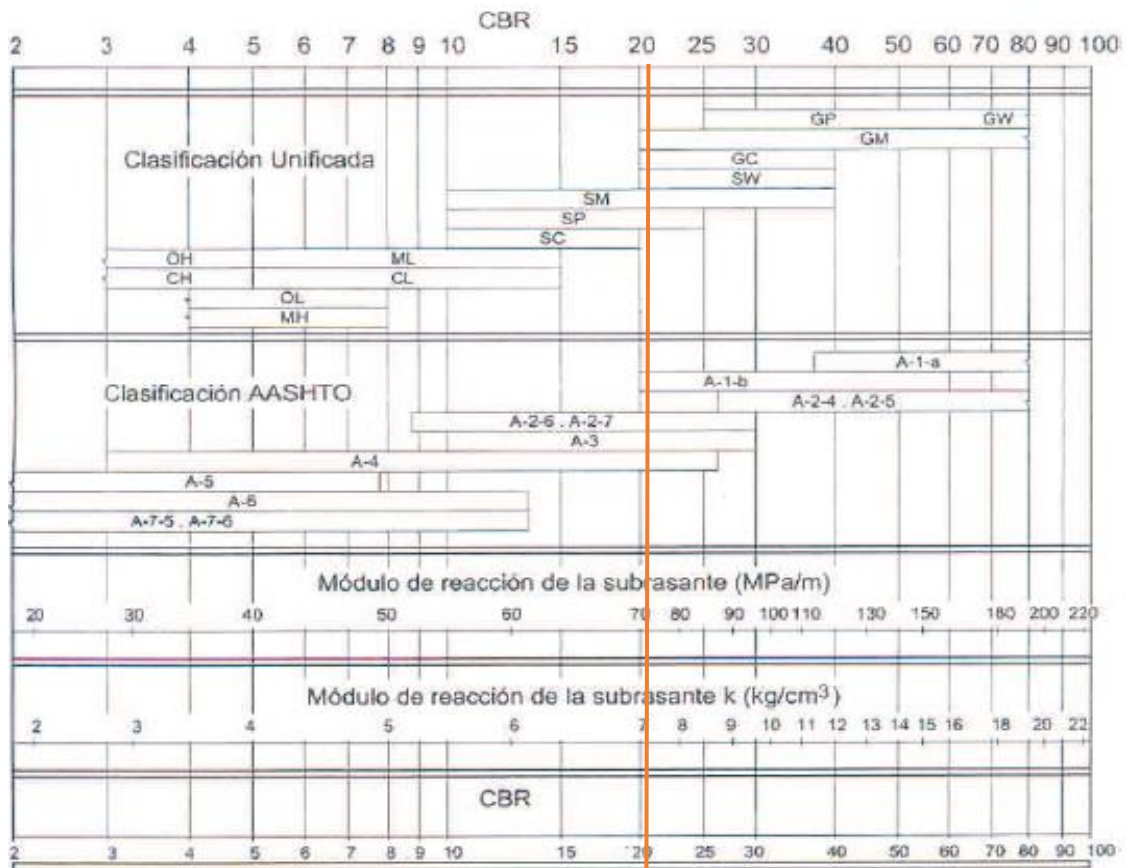 CBR
2 3 4 5 6 7 8 9 10 15 20 25 30 40 50 60 70 80 90 100
GP GW
GM
Clasificación Unificada
GC
SW
SM
SP
SC
OH ML
CH CL
OL
MH
A-1-a
Clasificación AASHTO
A-1-b
A-2-4 . A-2-5
A-2-6 . A-2-7
A-3
A-4
A-5
A-6
A-7-5 . A-7-6
Módulo de reacción de la subrasante (MPa/m)
20 30 40 50 60 70 80 90 100 110 130 150 180 200 220
Módulo de reacción de la subrasante k (kg/cm³)
2 3 4 5 6 7 8 9 10 11 12 13 14 15 16 18 20 22
CBR
2 3 4 5 6 7 8 9 10 15 20 25 30 40 50 60 70 80 90 100